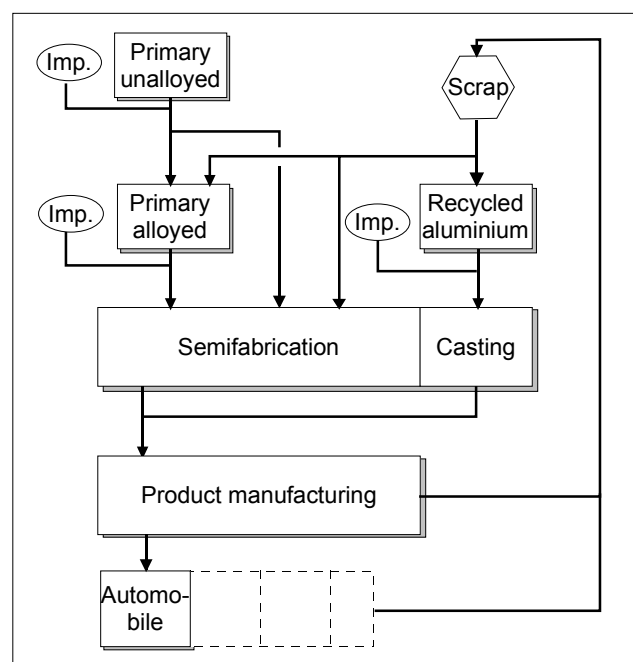 Imp.
Primary
unalloyed
Scrap
Imp.
Primary
alloyed
Imp.
Recycled
aluminium
Semifabrication
Casting
Product manufacturing
Automo-
bile